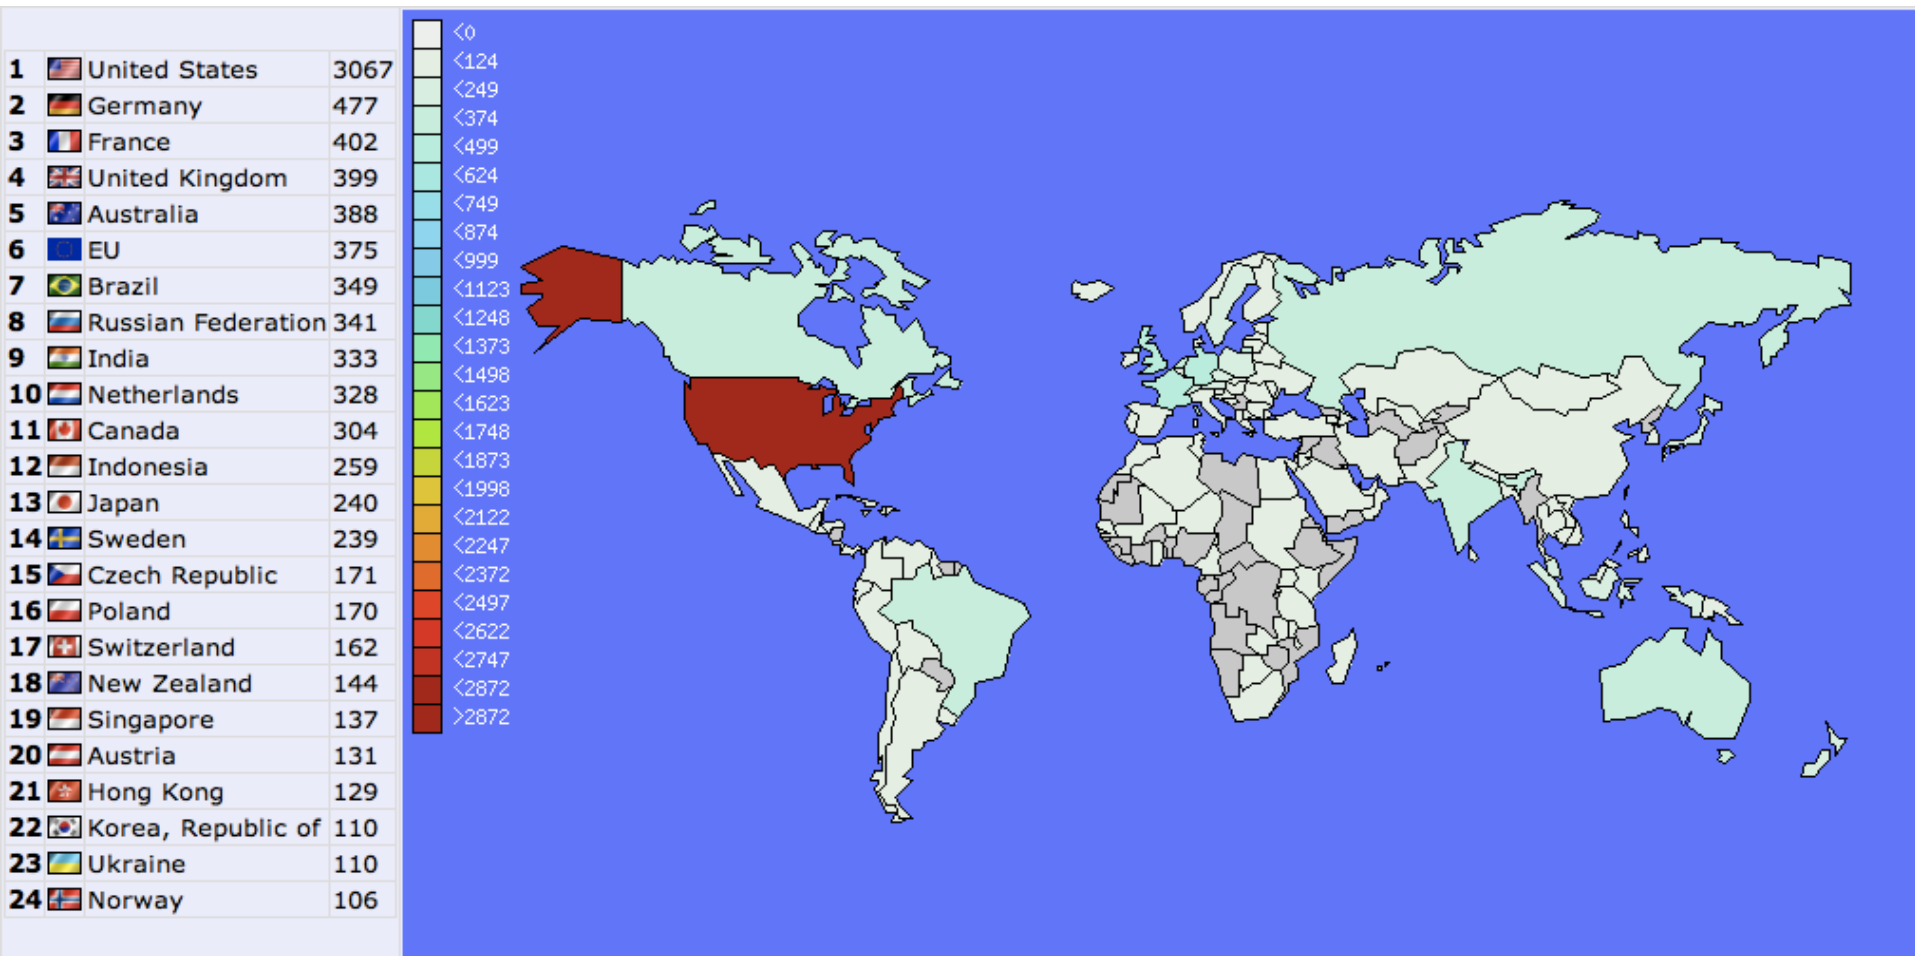 1 United States 3067
2 Germany 477
3 France 402
4 United Kingdom 399
5 Australia 388
6 EU 375
7 Brazil 349
8 Russian Federation 341
9 India 333
10 Netherlands 328
11 Canada 304
12 Indonesia 259
13 Japan 240
14 Sweden 239
15 Czech Republic 171
16 Poland 170
17 Switzerland 162
18 New Zealand 144
19 Singapore 137
20 Austria 131
21 Hong Kong 129
22 Korea, Republic of 110
23 Ukraine 110
24 Norway 106
<0
<124
<249
<374
<499
<624
<749
<874
<999
<1123
<1248
<1373
<1498
<1623
<1748
<1873
<1998
<2122
<2247
<2372
<2497
<2622
<2747
<2872
>2872